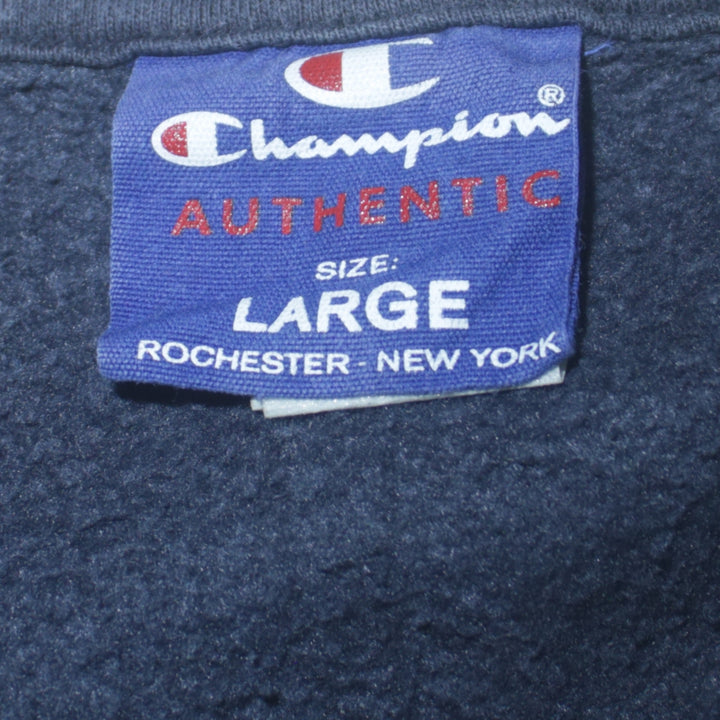 Champion®
AUTHENTIC
SIZE:
LARGE
ROCHESTER - NEW YORK